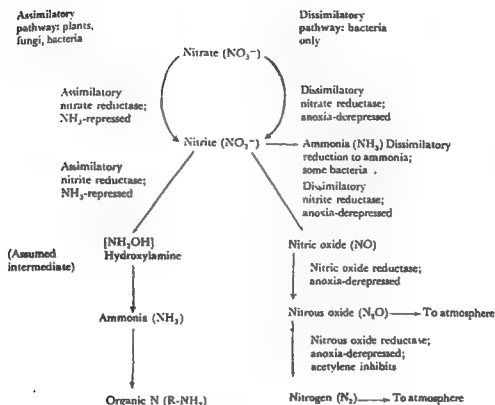 Assimilatory
pathway: plants,
fungi, bacteria
Dissimilatory
pathway: bacteria
only
Nitrate (NO₃⁻)
Assimilatory
nitrate reductase;
NH₃-repressed
Dissimilatory
nitrate reductase;
anoxia-derepressed
Nitrite (NO₂⁻)
Ammonia (NH₃) Dissimilatory
reduction to ammonia;
some bacteria
Assimilatory
nitrite reductase;
NH₃-repressed
Dissimilatory
nitrite reductase;
anoxia-derepressed
(Assumed
intermediate)
[NH₂OH]
Hydroxylamine
Nitric oxide (NO)
Nitric oxide reductase;
anoxia-derepressed
Ammonia (NH₃)
Nitrous oxide (N₂O)
To atmosphere
Nitrous oxide reductase;
anoxia-derepressed;
acetylene inhibits
Organic N (R-NH₂)
Nitrogen (N₂)
To atmosphere